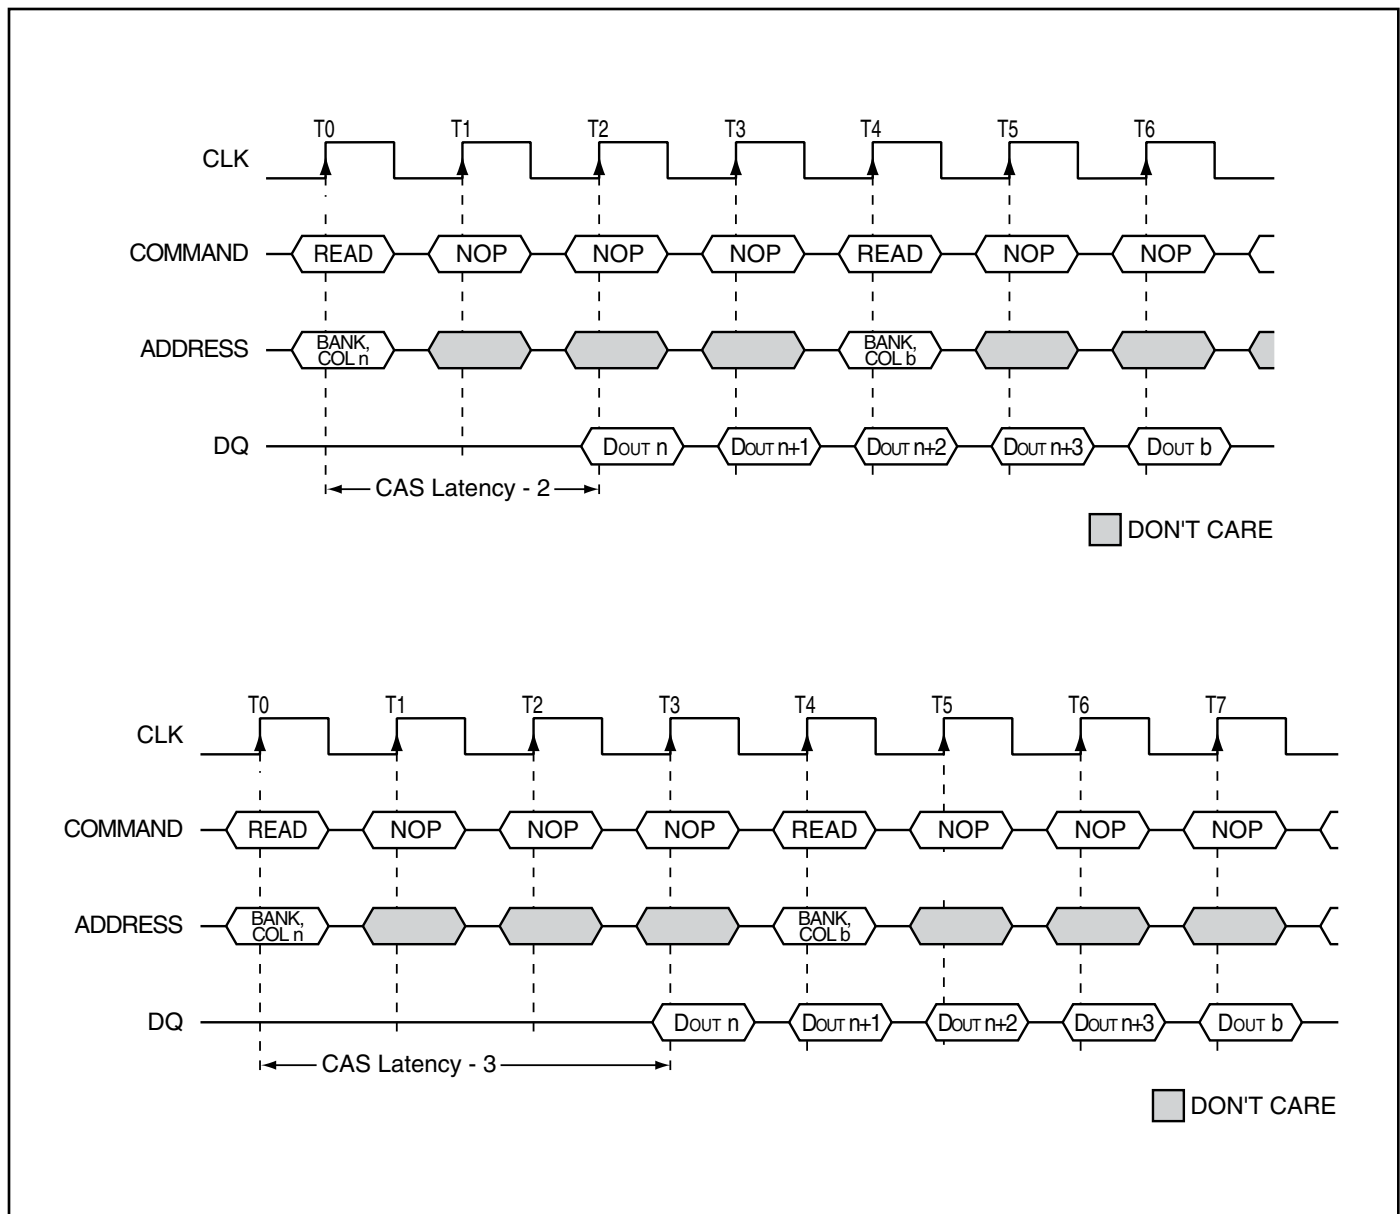 T0 T1 T2 T3 T4 T5 T6
CLK
COMMAND READ NOP NOP NOP READ NOP NOP
ADDRESS BANK, COL n BANK, COL b
DQ DOUT n DOUT n+1 DOUT n+2 DOUT n+3 DOUT b
CAS Latency - 2
DON'T CARE
T0 T1 T2 T3 T4 T5 T6 T7
CLK
COMMAND READ NOP NOP NOP READ NOP NOP NOP
ADDRESS BANK, COL n BANK, COL b
DQ DOUT n DOUT n+1 DOUT n+2 DOUT n+3 DOUT b
CAS Latency - 3
DON'T CARE